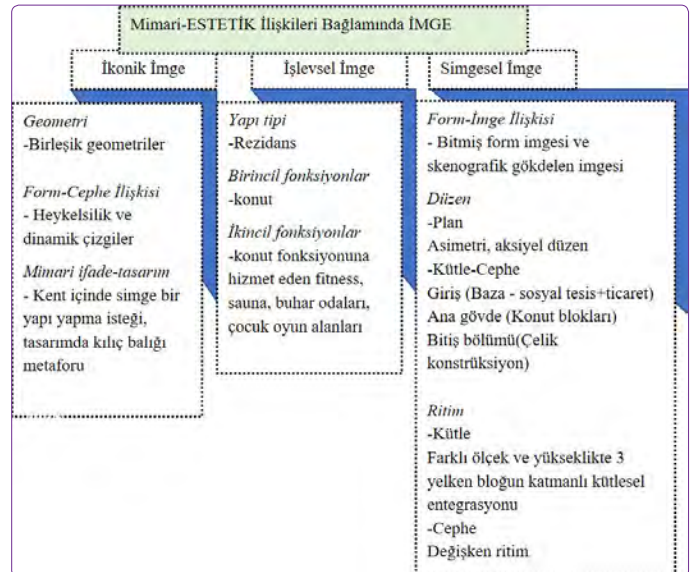 Mimari-ESTETİK İlişkileri Bağlamında İMGE
İkonik İmge
Geometri
-Birleşik geometriler
Form-Cephe İlişkisi
- Heykelsilik ve
dinamik çizgiler
Mimari ifade-tasarım
- Kent içinde simge bir
yapı yapma isteği,
tasarımda kılıç balığı
metaforu
İşlevsel İmge
Yapı tipi
-Rezidans
Birincil fonksiyonlar
-konut
İkincil fonksiyonlar
-konut fonksiyonuna
hizmet eden fitness,
sauna, buhar odaları,
çocuk oyun alanları
Simgesel İmge
Form-İmge İlişkisi
- Bitmiş form imgesi ve
skenografik gökdelen imgesi
Düzen
-Plan
Asimetri, aksiyel düzen
-Kütle-Cephe
Giriş (Baza - sosyal tesis+ticaret)
Ana gövde (Konut blokları)
Bitiş bölümü(Çelik
konstrüksiyon)
Ritim
-Kütle
Farklı ölçek ve yükseklikte 3
yelken bloğun katmanlı kütlesel
entegrasyonu
-Cephe
Değişken ritim